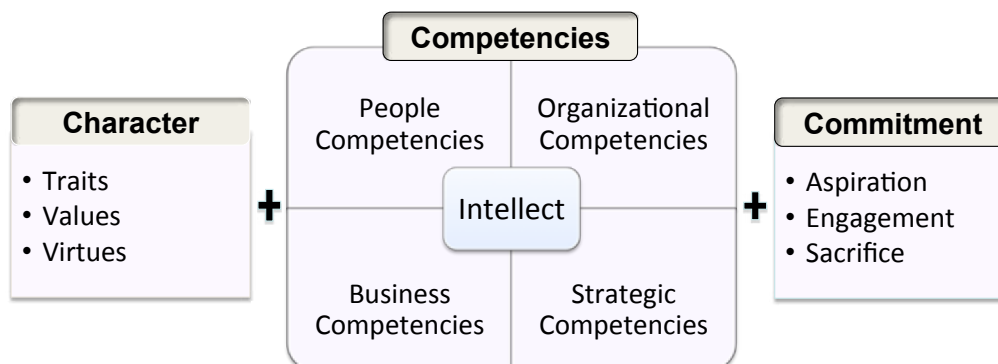 Competencies
Character
• Traits
• Values
• Virtues
+
People
Competencies
Organizational
Competencies
Intellect
Business
Competencies
Strategic
Competencies
+
Commitment
• Aspiration
• Engagement
• Sacrifice